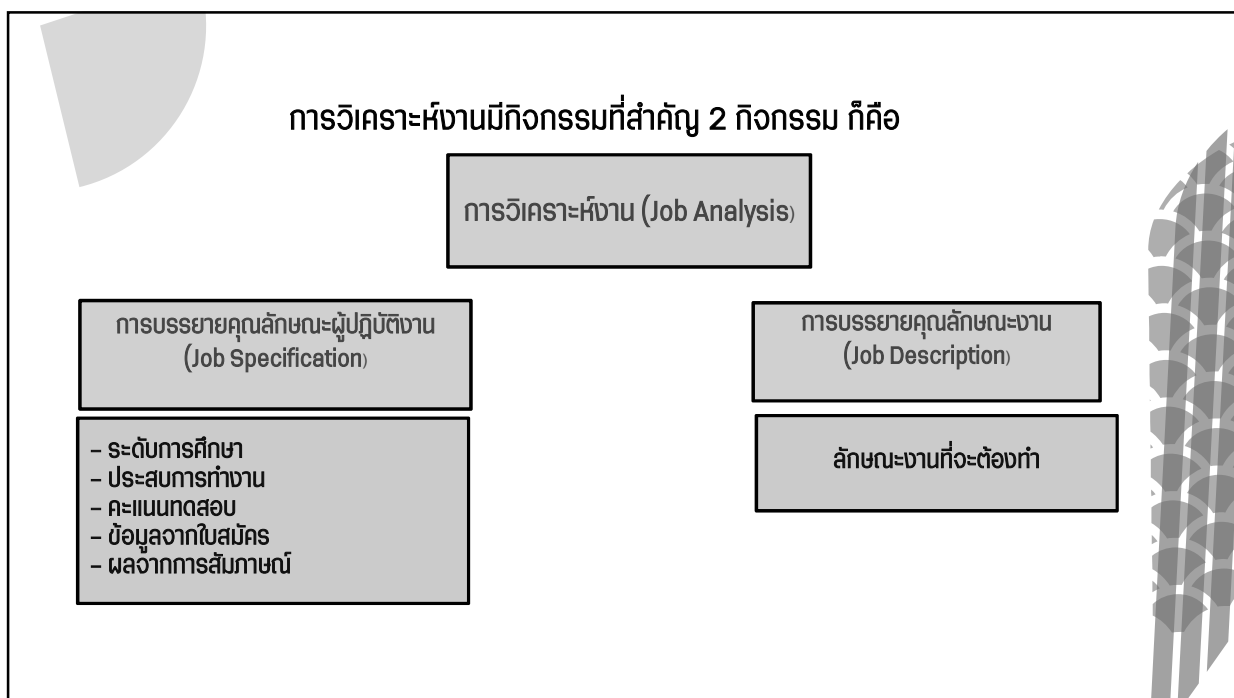 การวิเคราะห์งานมีกิจกรรมที่สำคัญ 2 กิจกรรม ก็คือ
การวิเคราะห์งาน (Job Analysis)
การบรรยายคุณลักษณะผู้ปฏิบัติงาน
(Job Specification)
– ระดับการศึกษา
– ประสบการทำงาน
– คะแนนทดสอบ
– ข้อมูลจากใบสมัคร
– ผลจากการสัมภาษณ์
การบรรยายคุณลักษณะงาน
(Job Description)
ลักษณะงานที่จะต้องทำ